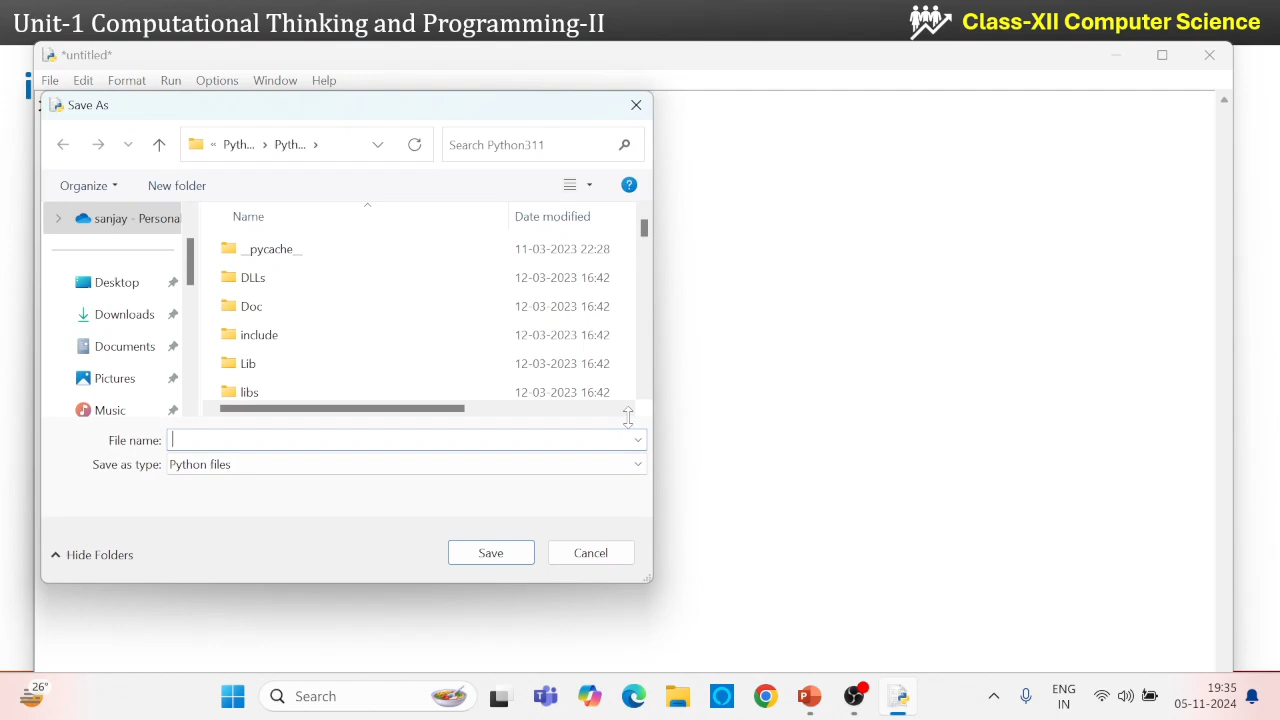 Unit-1 Computational Thinking and Programming-II
Class-XII Computer Science
*untitled*
File Edit Format Run Options Window Help
Save As
« Pyth... › Pyth... ›
Search Python311
Organize
New folder
sanjay - Persona
Name
Date modified
__pycache__ 11-03-2023 22:28
DLLs 12-03-2023 16:42
Desktop
Doc 12-03-2023 16:42
Downloads
include 12-03-2023 16:42
Documents
Lib 12-03-2023 16:42
Pictures
libs 12-03-2023 16:42
Music
File name:
Save as type: Python files
Hide Folders
Save
Cancel
26°
Search
ENG
IN
19:35
05-11-2024